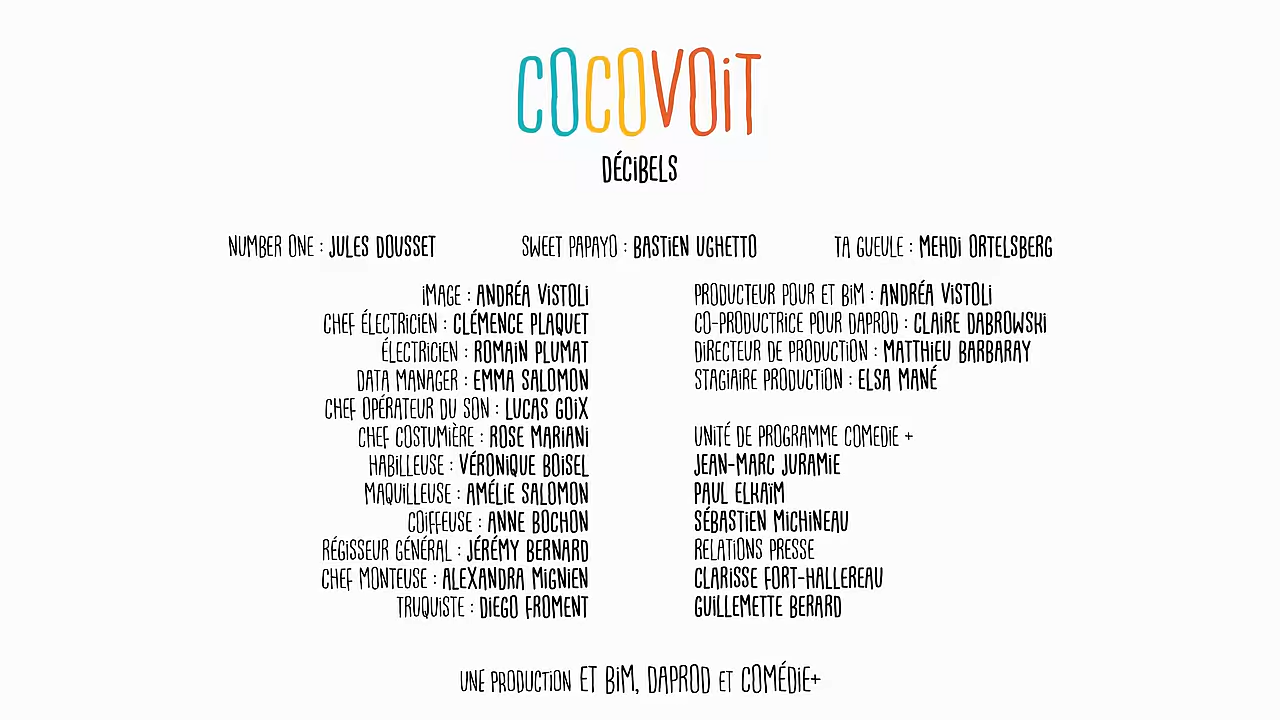 COCOVOIT
DÉCIBELS
NUMBER ONE : JULES DOUSSET
SWEET PAPAYO : BASTIEN UGHETTO
TA GUEULE : MEHDI ORTELSBERG
IMAGE : ANDRÉA VISTOLI
CHEF ÉLECTRICIEN : CLÉMENCE PLAQUET
ÉLECTRICIEN : ROMAIN PLUMAT
DATA MANAGER : EMMA SALOMON
CHEF OPÉRATEUR DU SON : LUCAS GOIX
CHEF COSTUMIÈRE : ROSE MARIANI
HABILLEUSE : VÉRONIQUE BOISEL
MAQUILLEUSE : AMÉLIE SALOMON
COIFFEUSE : ANNE BOCHON
RÉGISSEUR GÉNÉRAL : JÉRÉMY BERNARD
CHEF MONTEUSE : ALEXANDRA MIGNIEN
TRUQUISTE : DIEGO FROMENT
PRODUCTEUR POUR ET BIM : ANDRÉA VISTOLI
CO-PRODUCTRICE POUR DAPROD : CLAIRE DABROWSKI
DIRECTEUR DE PRODUCTION : MATTHIEU BARBARAY
STAGIAIRE PRODUCTION : ELSA MANÉ
UNITÉ DE PROGRAMME COMEDIE +
JEAN-MARC JURAMIE
PAUL ELKAÏM
SÉBASTIEN MICHINEAU
RELATIONS PRESSE
CLARISSE FORT-HALLEREAU
GUILLEMETTE BERARD
UNE PRODUCTION ET BIM, DAPROD ET COMÉDIE+